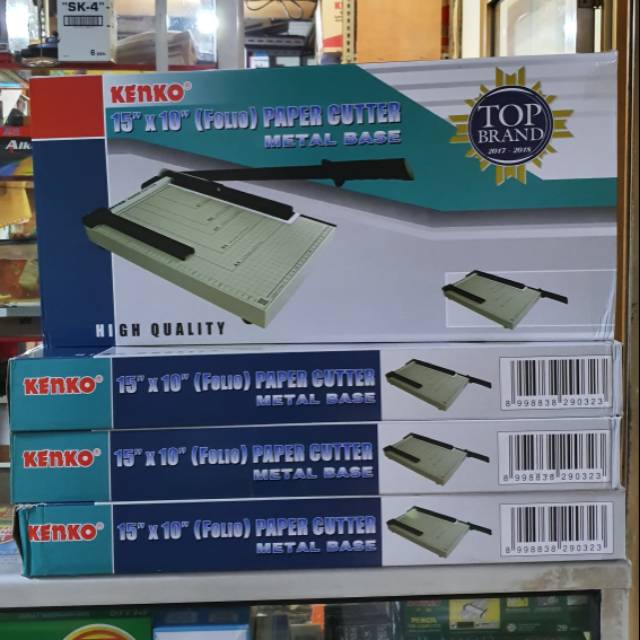 "SK-4"
6
KENKO®
15" x 10" (Folio) PAPER CUTTER
METAL BASE
TOP
BRAND
2017 - 2018
HIGH QUALITY
KENKO®
15" x 10" (Folio) PAPER CUTTER
METAL BASE
8 998838 290323
KENKO®
15" x 10" (Folio) PAPER CUTTER
METAL BASE
8 998838 290323
KENKO®
15" x 10" (Folio) PAPER CUTTER
METAL BASE
8 998838 290323